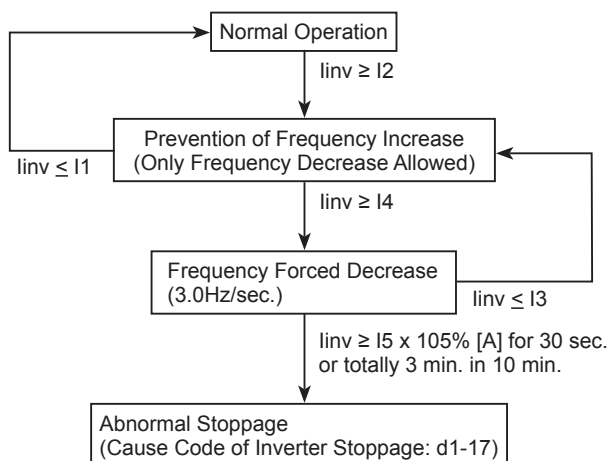 Normal Operation
Iinv ≥ I2
Prevention of Frequency Increase
(Only Frequency Decrease Allowed)
Iinv ≤ I1
Iinv ≥ I4
Frequency Forced Decrease
(3.0Hz/sec.)
Iinv ≤ I3
Iinv ≥ I5 x 105% [A] for 30 sec.
or totally 3 min. in 10 min.
Abnormal Stoppage
(Cause Code of Inverter Stoppage: d1-17)